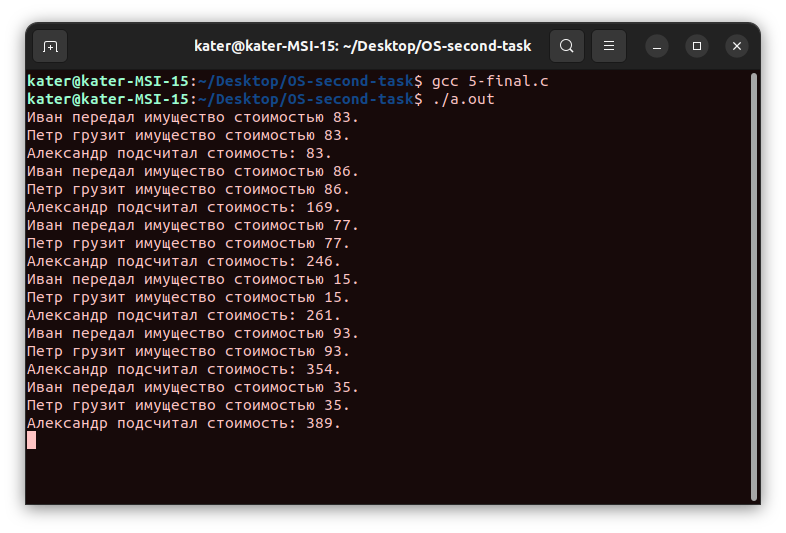 kater@kater-MSI-15: ~/Desktop/OS-second-task
kater@kater-MSI-15:~/Desktop/OS-second-task$ gcc 5-final.c
kater@kater-MSI-15:~/Desktop/OS-second-task$ ./a.out
Иван передал имущество стоимостью 83.
Петр грузит имущество стоимостью 83.
Александр подсчитал стоимость: 83.
Иван передал имущество стоимостью 86.
Петр грузит имущество стоимостью 86.
Александр подсчитал стоимость: 169.
Иван передал имущество стоимостью 77.
Петр грузит имущество стоимостью 77.
Александр подсчитал стоимость: 246.
Иван передал имущество стоимостью 15.
Петр грузит имущество стоимостью 15.
Александр подсчитал стоимость: 261.
Иван передал имущество стоимостью 93.
Петр грузит имущество стоимостью 93.
Александр подсчитал стоимость: 354.
Иван передал имущество стоимостью 35.
Петр грузит имущество стоимостью 35.
Александр подсчитал стоимость: 389.